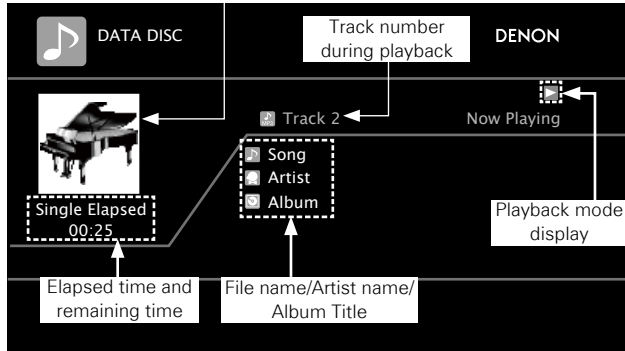 DATA DISC
Track number
during playback
DENON
Track 2
Now Playing
MP3
Song
Artist
Album
Single Elapsed
00:25
Playback mode
display
Elapsed time and
remaining time
File name/Artist name/
Album Title